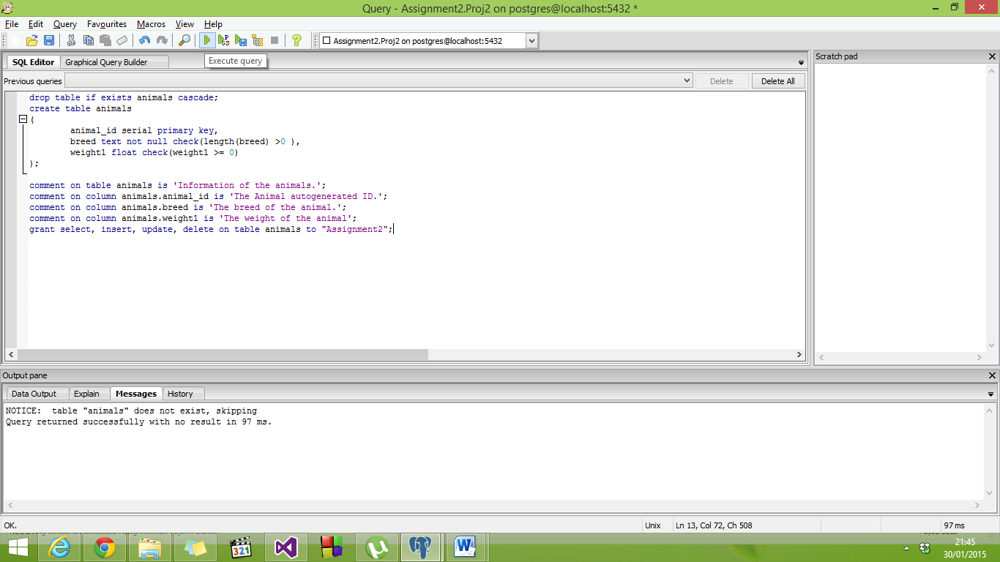 Query - Assignment2.Proj2 on postgres@localhost:5432 *
File Edit Query Favourites Macros View Help
Assignment2.Proj2 on postgres@localhost:5432
Execute query
SQL Editor Graphical Query Builder
Scratch pad
Previous queries Delete Delete All
drop table if exists animals cascade;
create table animals
(
animal_id serial primary key,
breed text not null check(length(breed) >0 ),
weight1 float check(weight1 >= 0)
);
comment on table animals is 'Information of the animals.';
comment on column animals.animal_id is 'The Animal autogenerated ID.';
comment on column animals.breed is 'The breed of the animal.';
comment on column animals.weight1 is 'The weight of the animal';
grant select, insert, update, delete on table animals to "Assignment2";
Output pane
Data Output Explain Messages History
NOTICE:  table "animals" does not exist, skipping
Query returned successfully with no result in 97 ms.
OK. Unix Ln 13, Col 72, Ch 508 97 ms
321
21:45
30/01/2015